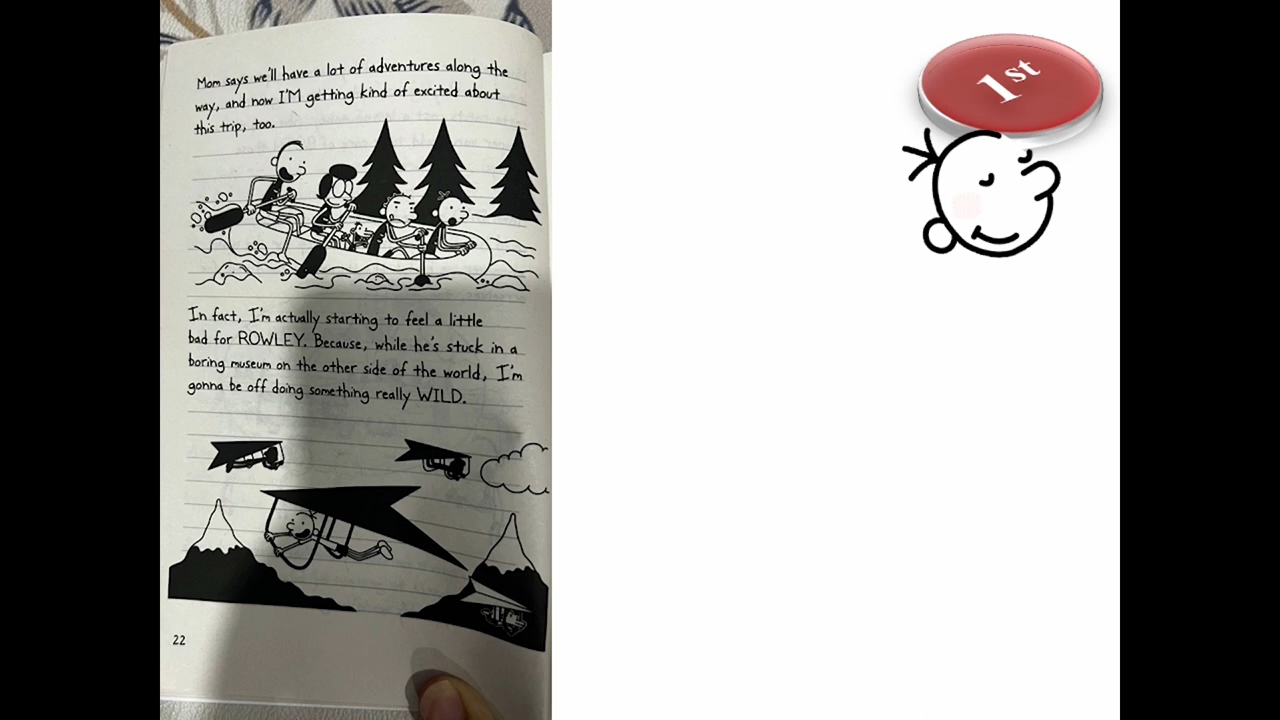 Mom says we'll have a lot of adventures along the
way, and now I'M getting kind of excited about
this trip, too.
In fact, I'm actually starting to feel a little
bad for ROWLEY. Because, while he's stuck in a
boring museum on the other side of the world, I'm
gonna be off doing something really WILD.
22
1st